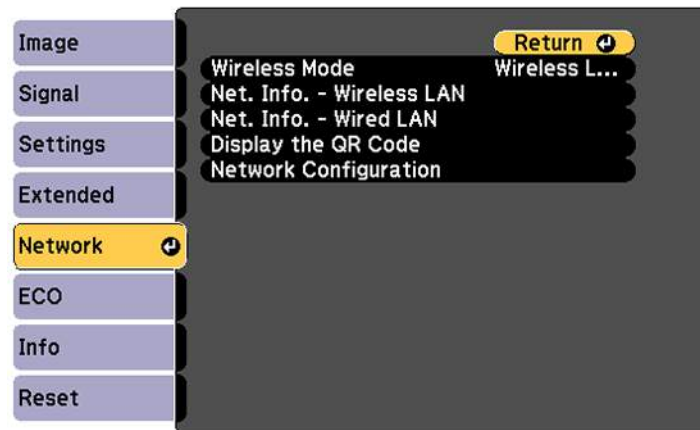 Image
Signal
Settings
Extended
Network
ECO
Info
Reset
Return
Wireless Mode Wireless L...
Net. Info. - Wireless LAN
Net. Info. - Wired LAN
Display the QR Code
Network Configuration